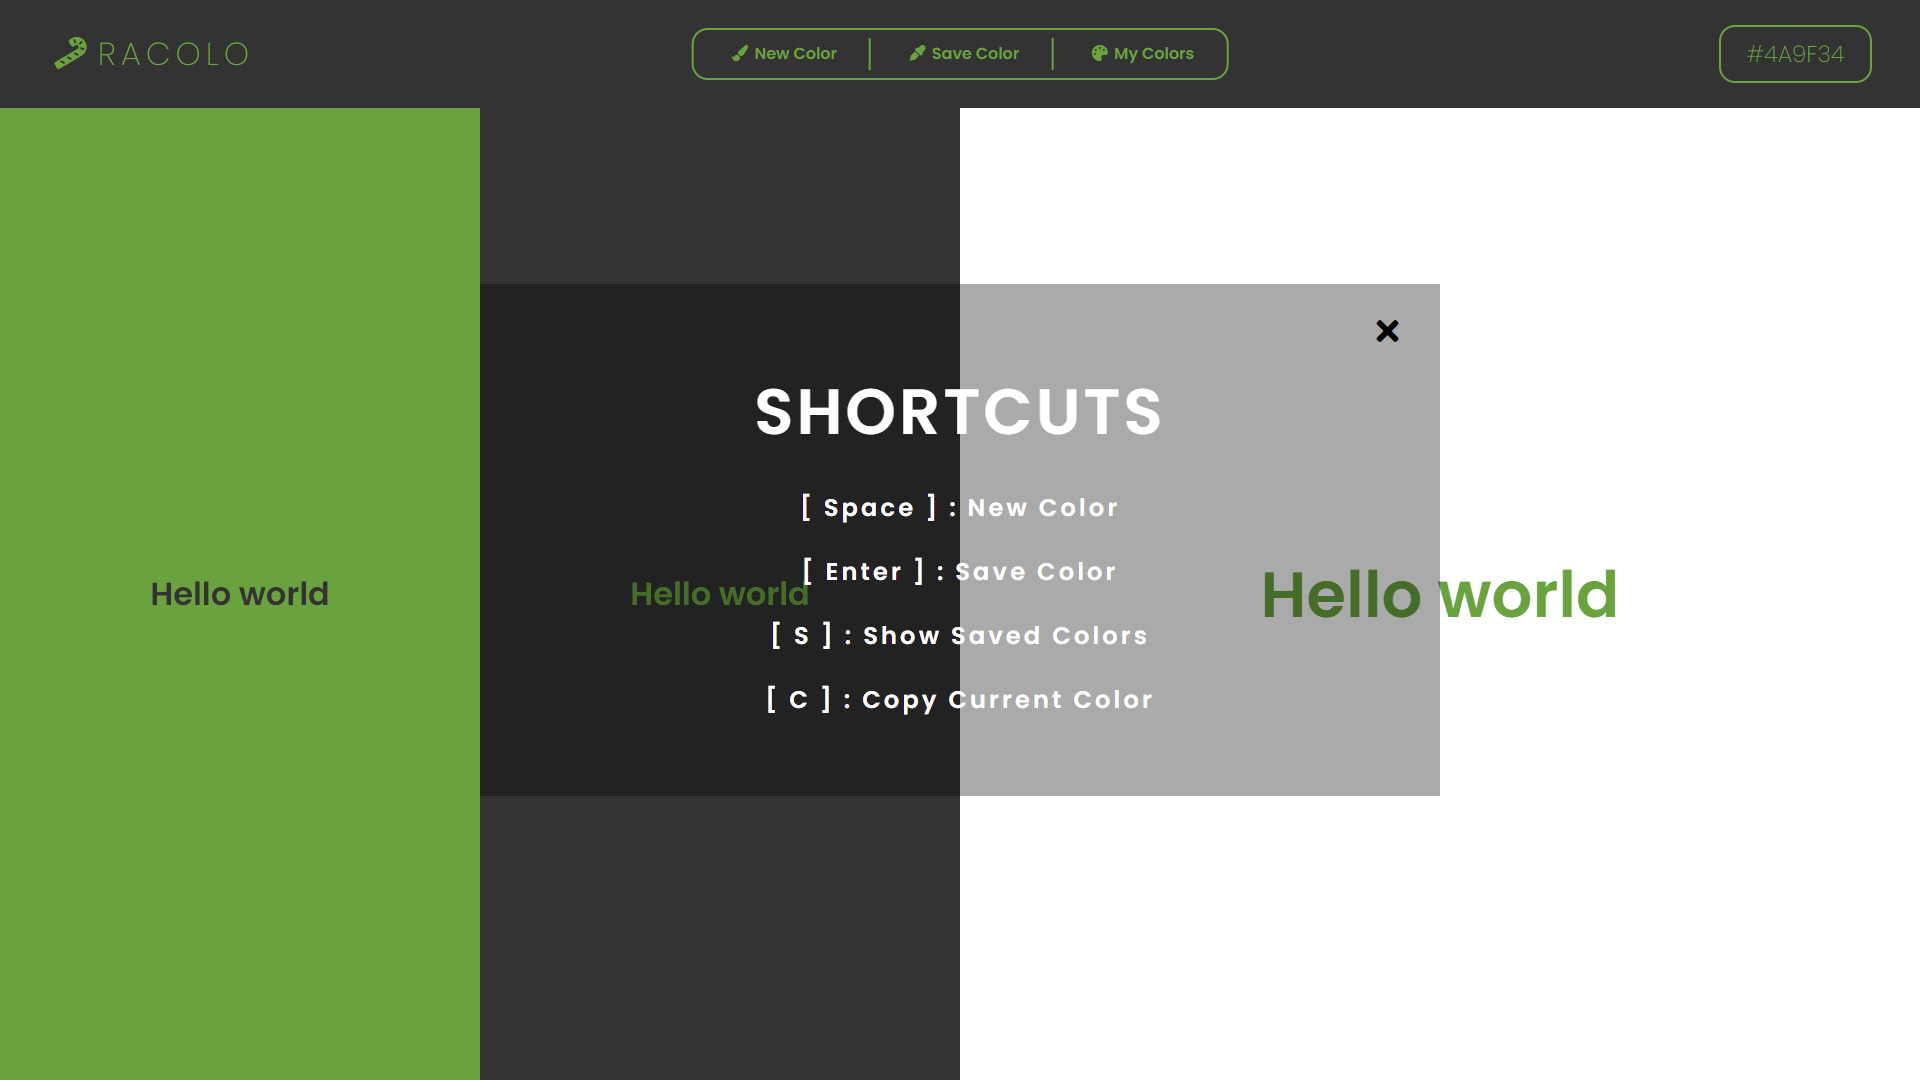 RACOLO
New Color
Save Color
My Colors
#4A9F34
SHORTCUTS
[ Space ] : New Color
[ Enter ] : Save Color
Hello world
Hello world
Hello world
[ S ] : Show Saved Colors
[ C ] : Copy Current Color